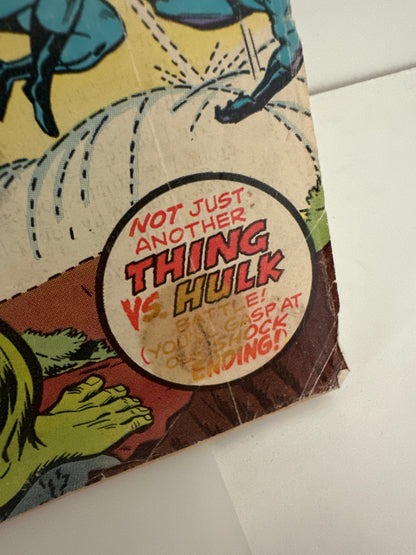 NOT JUST
ANOTHER
THING
VS. HULK
BATTLE!
(YOU'LL GASP AT
OUR SHOCK
ENDING!)